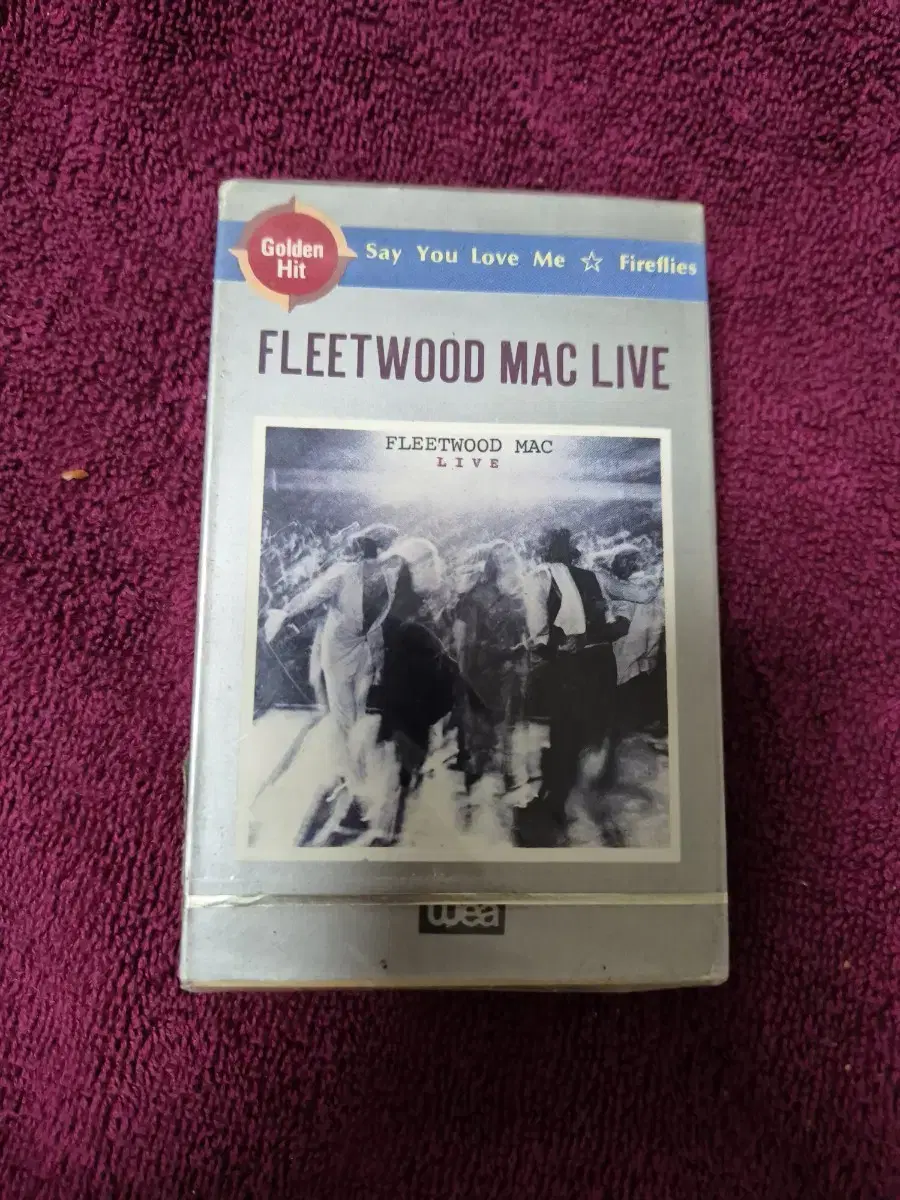 Golden
Hit
Say You Love Me ☆ Fireflies
FLEETWOOD MAC LIVE
FLEETWOOD MAC
LIVE
wea